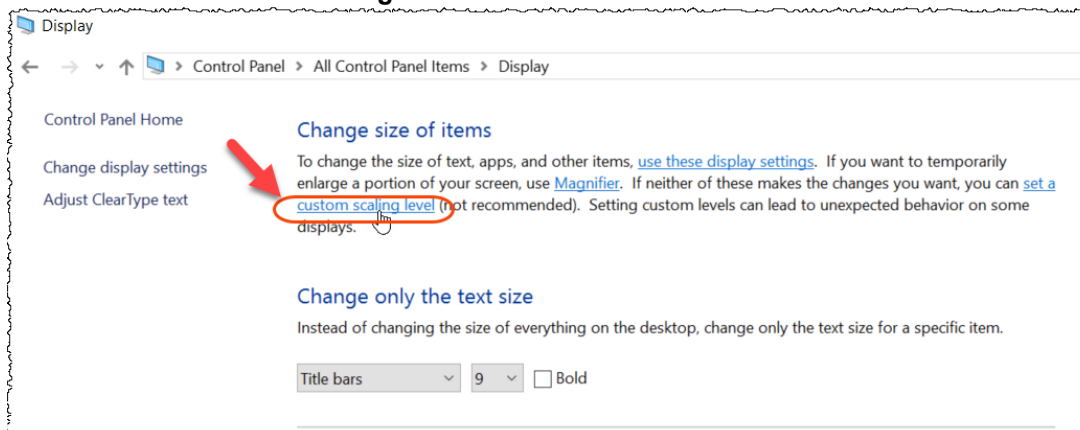 Display
Control Panel > All Control Panel Items > Display
Control Panel Home
Change display settings
Adjust ClearType text
Change size of items
To change the size of text, apps, and other items, use these display settings. If you want to temporarily
enlarge a portion of your screen, use Magnifier. If neither of these makes the changes you want, you can set a
custom scaling level (not recommended). Setting custom levels can lead to unexpected behavior on some
displays.
Change only the text size
Instead of changing the size of everything on the desktop, change only the text size for a specific item.
Title bars 9 Bold